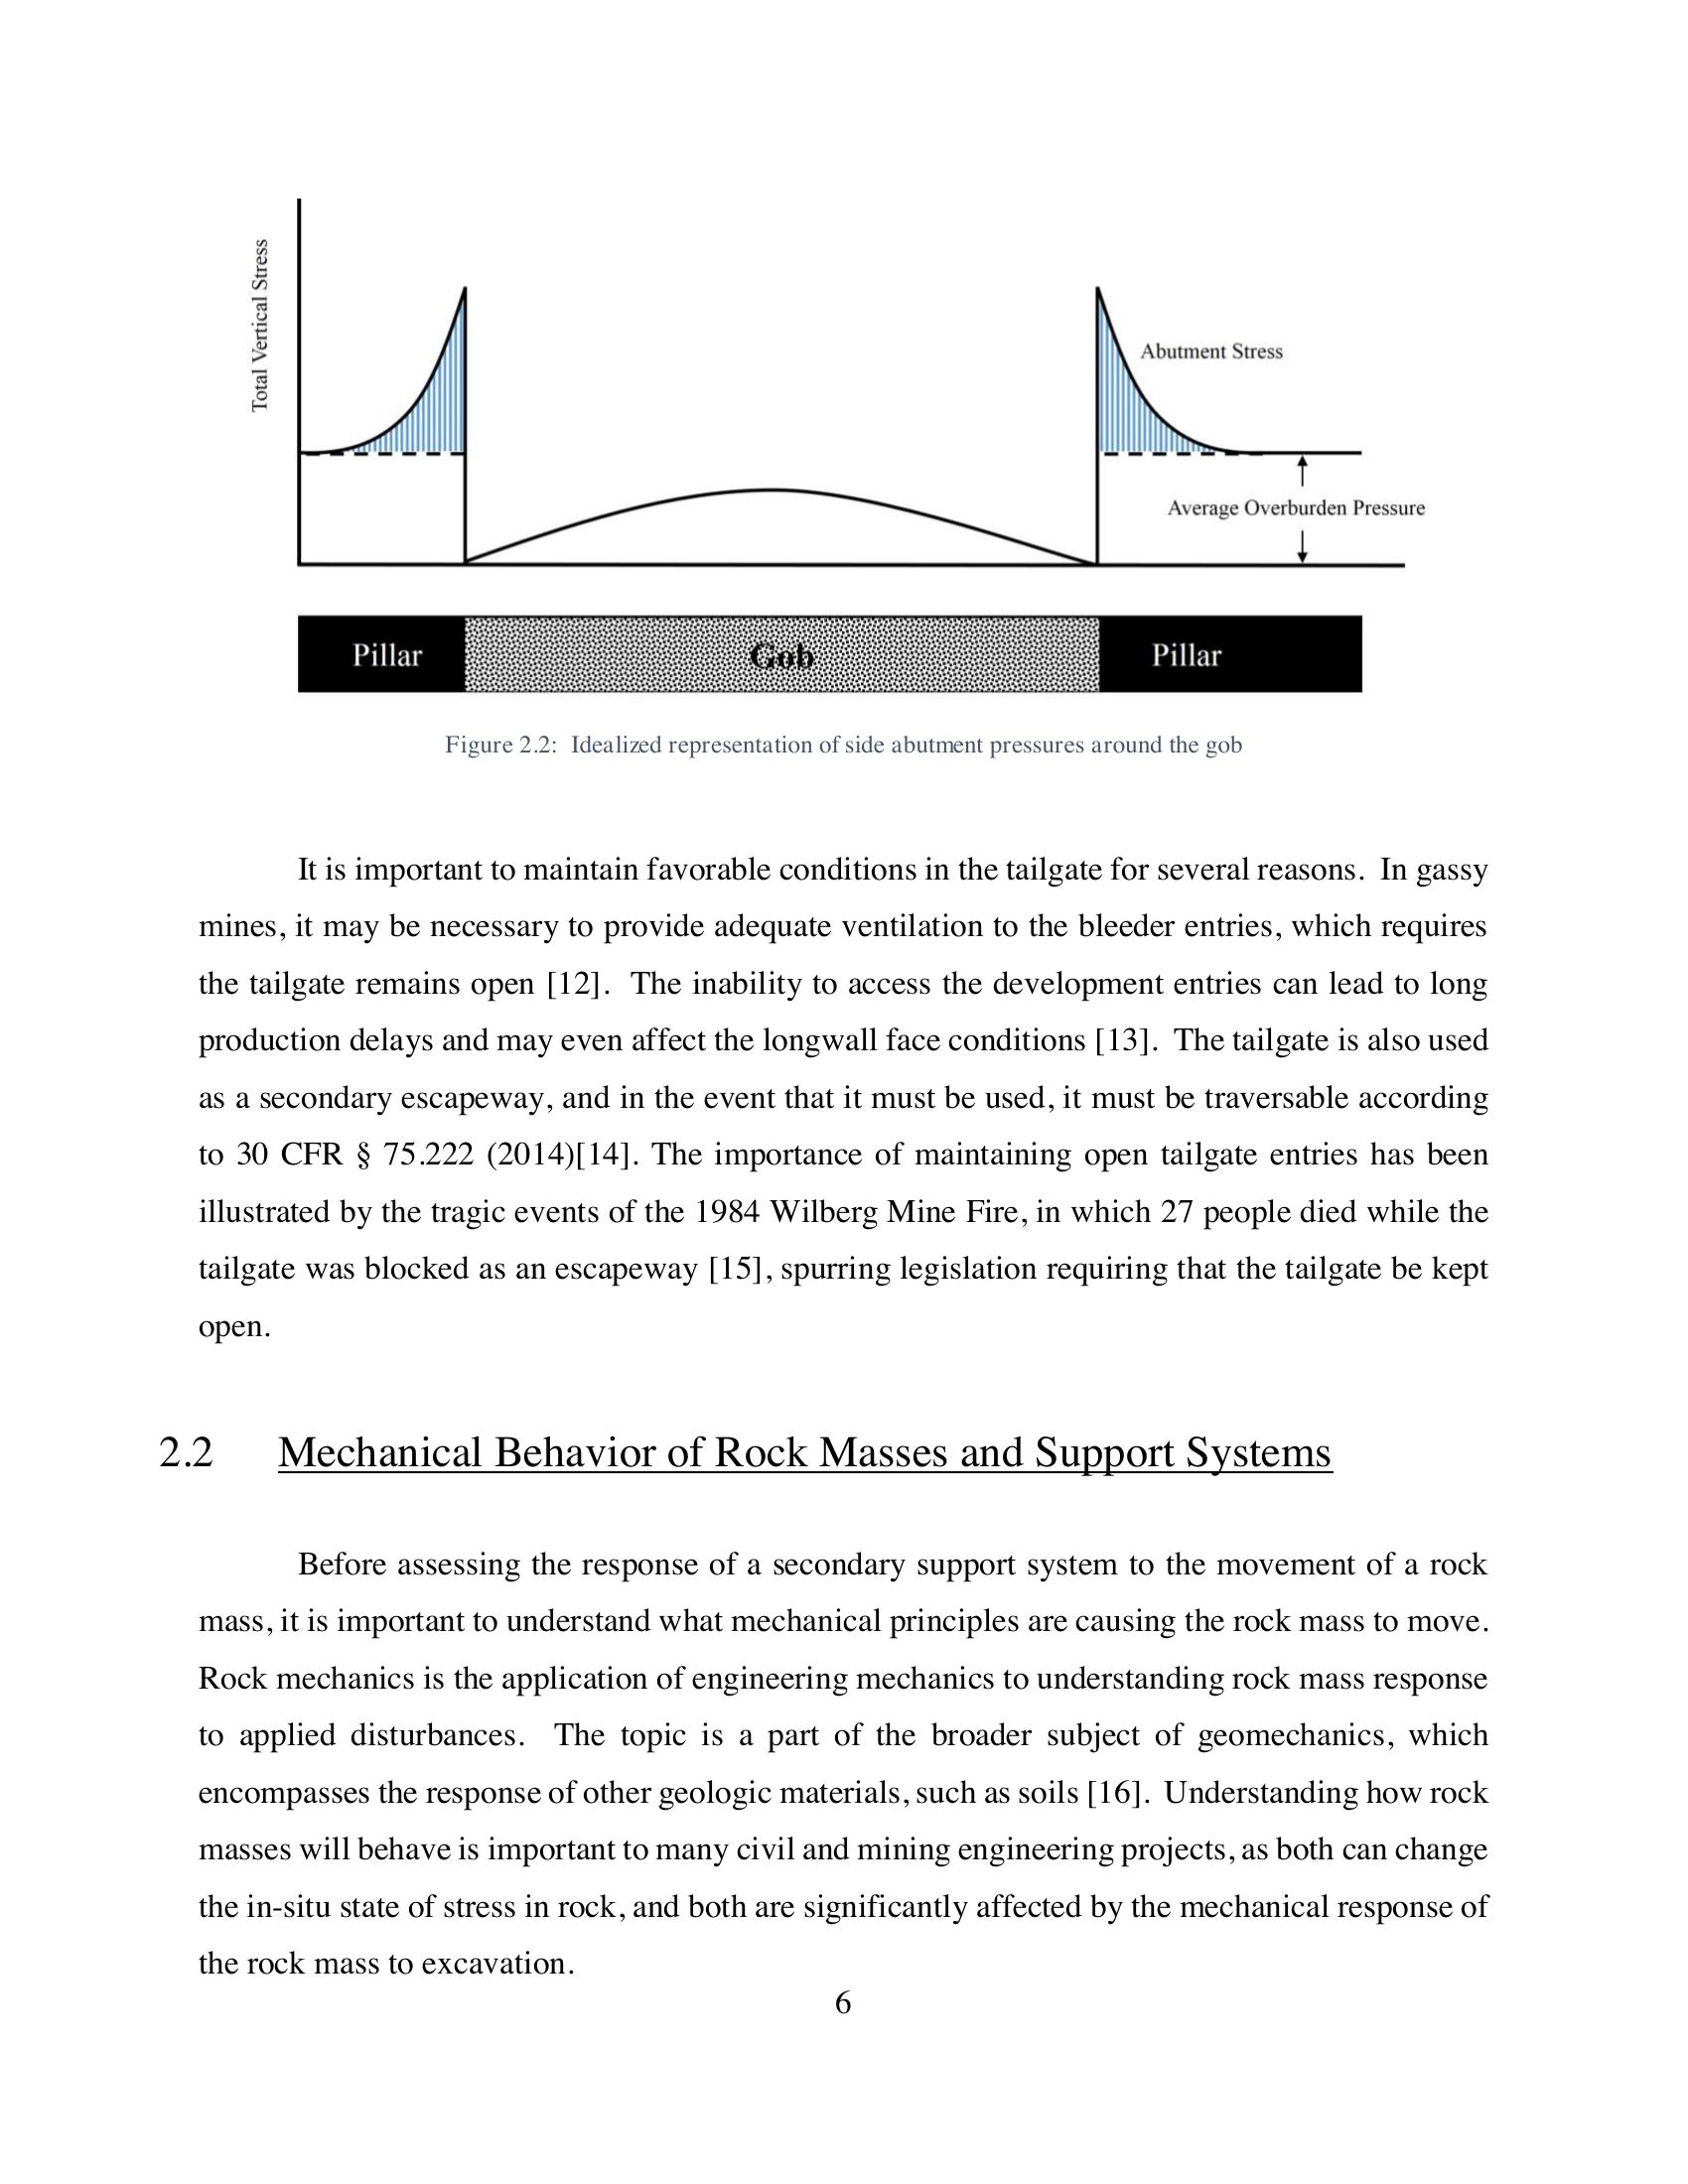 Total Vertical Stress
Abutment Stress
Average Overburden Pressure
Pillar
Gob
Pillar
Figure 2.2:  Idealized representation of side abutment pressures around the gob
It is important to maintain favorable conditions in the tailgate for several reasons.  In gassy
mines, it may be necessary to provide adequate ventilation to the bleeder entries, which requires
the tailgate remains open [12].  The inability to access the development entries can lead to long
production delays and may even affect the longwall face conditions [13].  The tailgate is also used
as a secondary escapeway, and in the event that it must be used, it must be traversable according
to 30 CFR § 75.222 (2014)[14]. The importance of maintaining open tailgate entries has been
illustrated by the tragic events of the 1984 Wilberg Mine Fire, in which 27 people died while the
tailgate was blocked as an escapeway [15], spurring legislation requiring that the tailgate be kept
open.
2.2 Mechanical Behavior of Rock Masses and Support Systems
Before assessing the response of a secondary support system to the movement of a rock
mass, it is important to understand what mechanical principles are causing the rock mass to move.
Rock mechanics is the application of engineering mechanics to understanding rock mass response
to applied disturbances.  The topic is a part of the broader subject of geomechanics, which
encompasses the response of other geologic materials, such as soils [16].  Understanding how rock
masses will behave is important to many civil and mining engineering projects, as both can change
the in-situ state of stress in rock, and both are significantly affected by the mechanical response of
the rock mass to excavation.
6